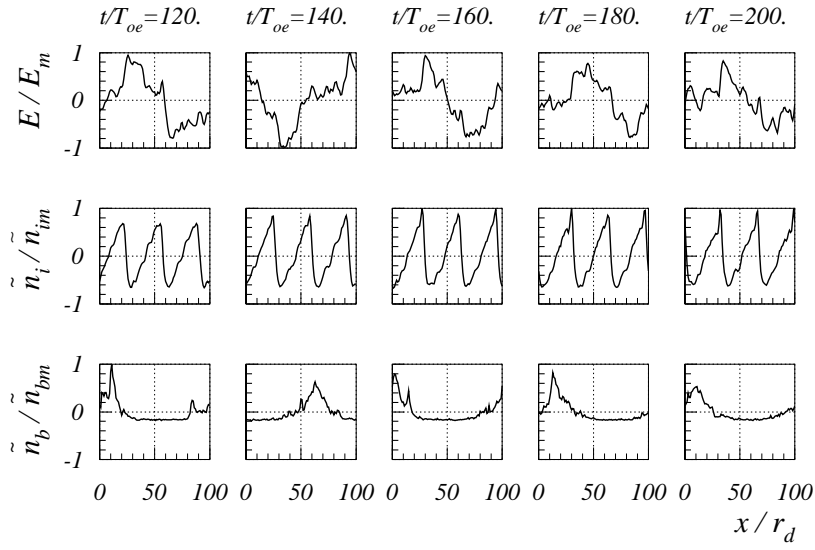 t/T_oe=120. t/T_oe=140. t/T_oe=160. t/T_oe=180. t/T_oe=200.
E / E_m
1
0
-1
ñ_i / ñ_im
1
0
-1
ñ_b / ñ_bm
1
0
-1
0 50 100 0 50 100 0 50 100 0 50 100 0 50 100
x / r_d